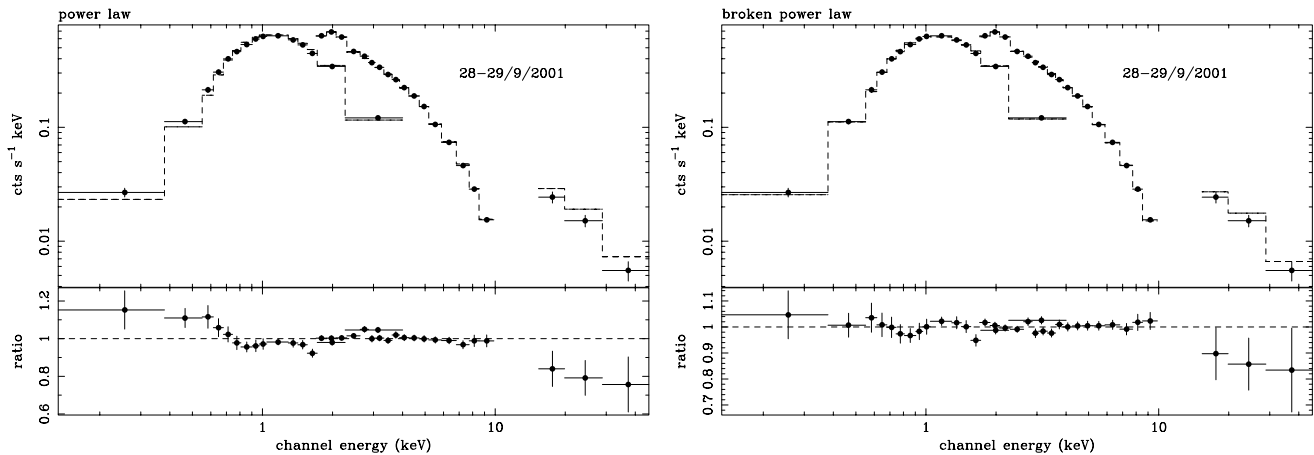 power law
28-29/9/2001
cts s⁻¹ keV
0.1
0.01
ratio
1.2
1
0.8
0.6
1
10
channel energy (keV)
broken power law
28-29/9/2001
cts s⁻¹ keV
0.1
0.01
ratio
1.1
1
0.9
0.8
0.7
1
10
channel energy (keV)